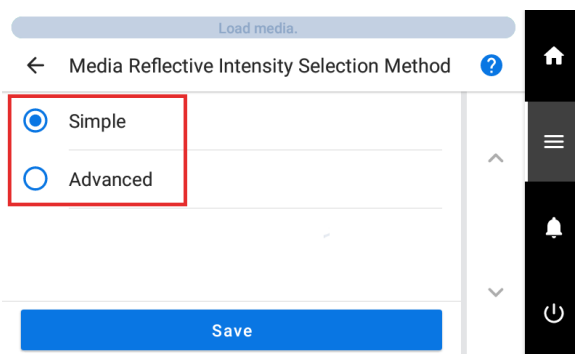 Load media.
Media Reflective Intensity Selection Method ?
Simple
Advanced
Save